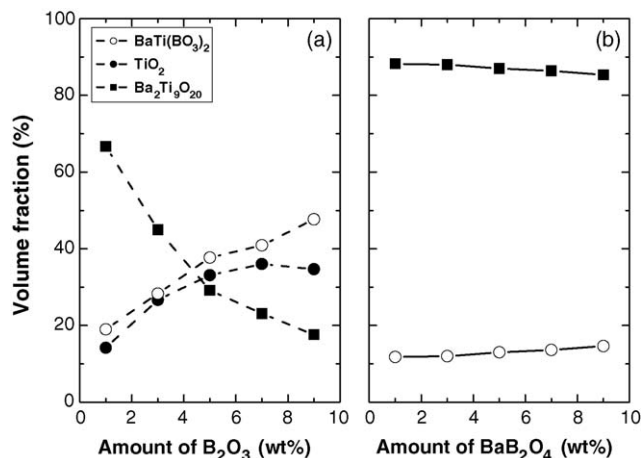 (a)
(b)
BaTi(BO₃)₂
TiO₂
Ba₂Ti₉O₂₀
Volume fraction (%)
100
80
60
40
20
0
0 2 4 6 8 10
0 2 4 6 8 10
Amount of B₂O₃ (wt%)
Amount of BaB₂O₄ (wt%)